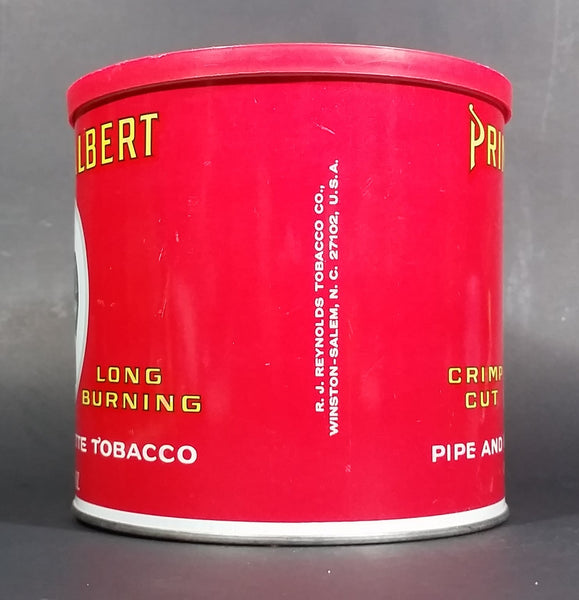 LBERT
LONG
BURNING
TE TOBACCO
R. J. REYNOLDS TOBACCO CO.,
WINSTON-SALEM, N. C. 27102, U. S. A.
PRI
CRIMP
CUT
PIPE AND